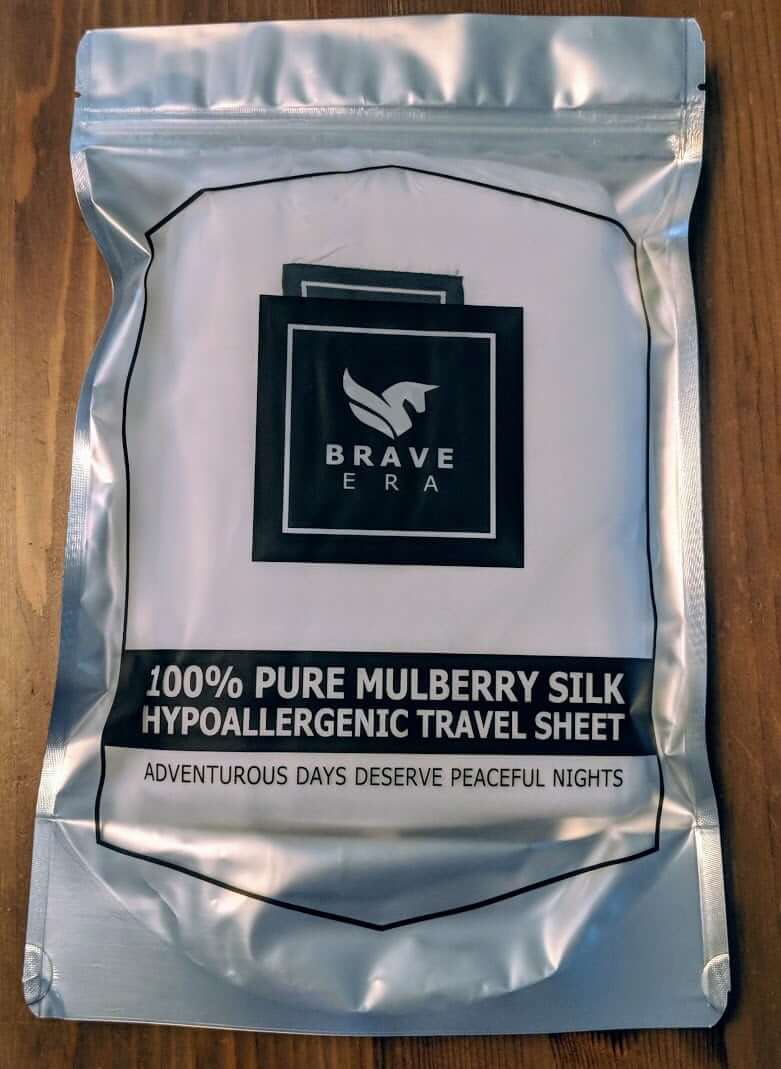 BRAVE
ERA
100% PURE MULBERRY SILK
HYPOALLERGENIC TRAVEL SHEET
ADVENTUROUS DAYS DESERVE PEACEFUL NIGHTS